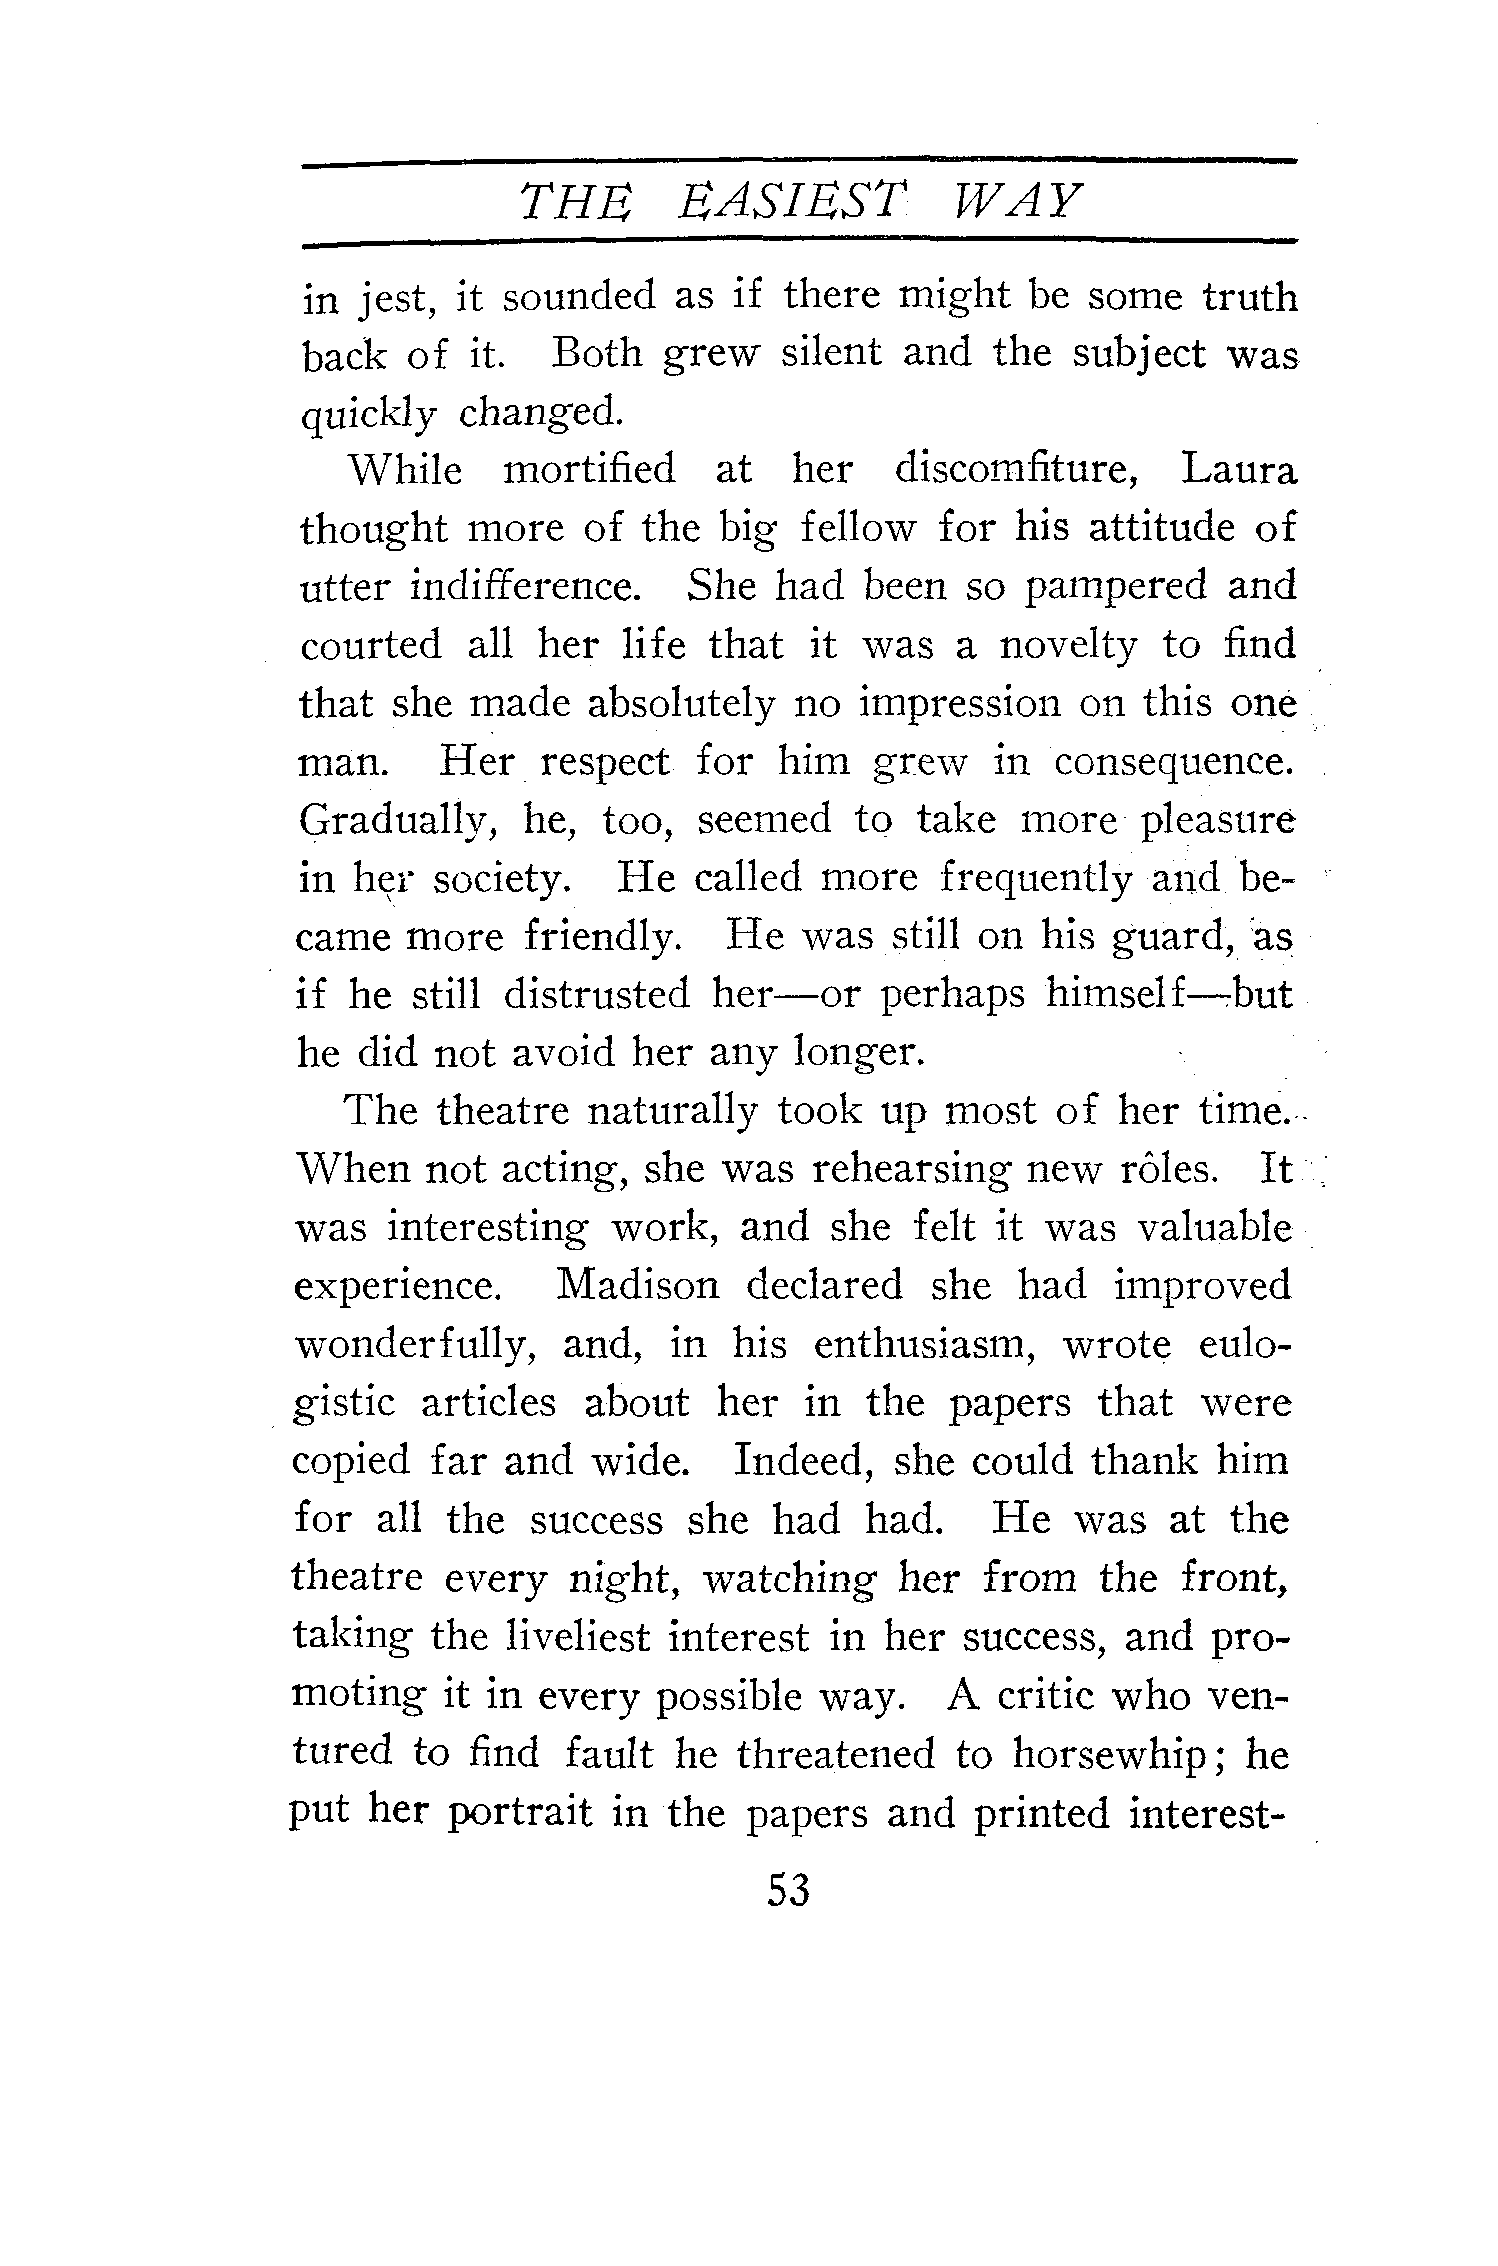 THE EASIEST WAY
in jest, it sounded as if there might be some truth
back of it. Both grew silent and the subject was
quickly changed.
While mortified at her discomfiture, Laura
thought more of the big fellow for his attitude of
utter indifference. She had been so pampered and
courted all her life that it was a novelty to find
that she made absolutely no impression on this one
man. Her respect for him grew in consequence.
Gradually, he, too, seemed to take more pleasure
in her society. He called more frequently and be-
came more friendly. He was still on his guard, as
if he still distrusted her—or perhaps himself—but
he did not avoid her any longer.
The theatre naturally took up most of her time.
When not acting, she was rehearsing new rôles. It
was interesting work, and she felt it was valuable
experience. Madison declared she had improved
wonderfully, and, in his enthusiasm, wrote eulo-
gistic articles about her in the papers that were
copied far and wide. Indeed, she could thank him
for all the success she had had. He was at the
theatre every night, watching her from the front,
taking the liveliest interest in her success, and pro-
moting it in every possible way. A critic who ven-
tured to find fault he threatened to horsewhip; he
put her portrait in the papers and printed interest-
53